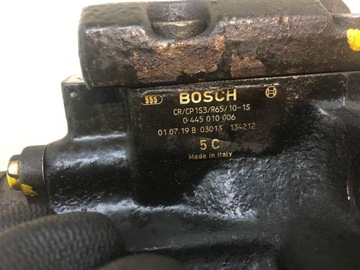 555 BOSCH
CR/CP1S3/R65/10-1S
0 445 010 006
01.07.19 B 03013 134212
5 C
Made in Italy